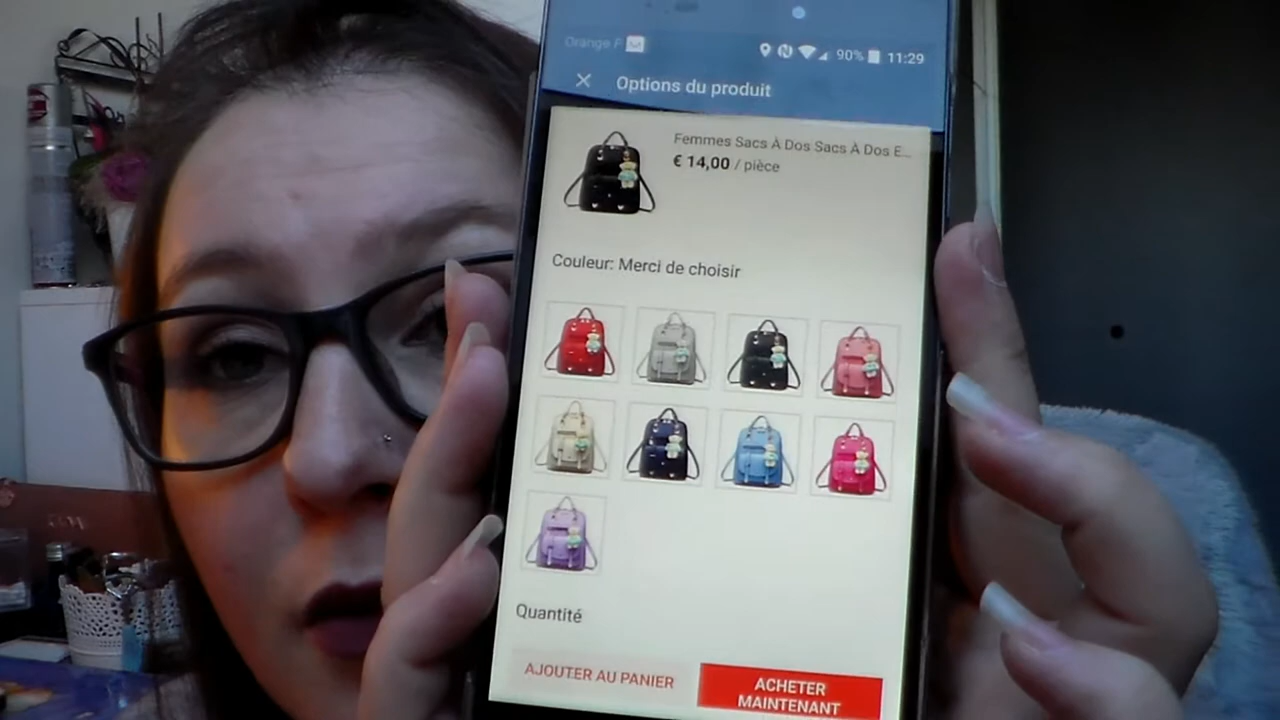 Orange F
90% 11:29
Options du produit
Femmes Sacs À Dos Sacs À Dos E...
€ 14,00 / pièce
Couleur: Merci de choisir
Quantité
AJOUTER AU PANIER
ACHETER
MAINTENANT